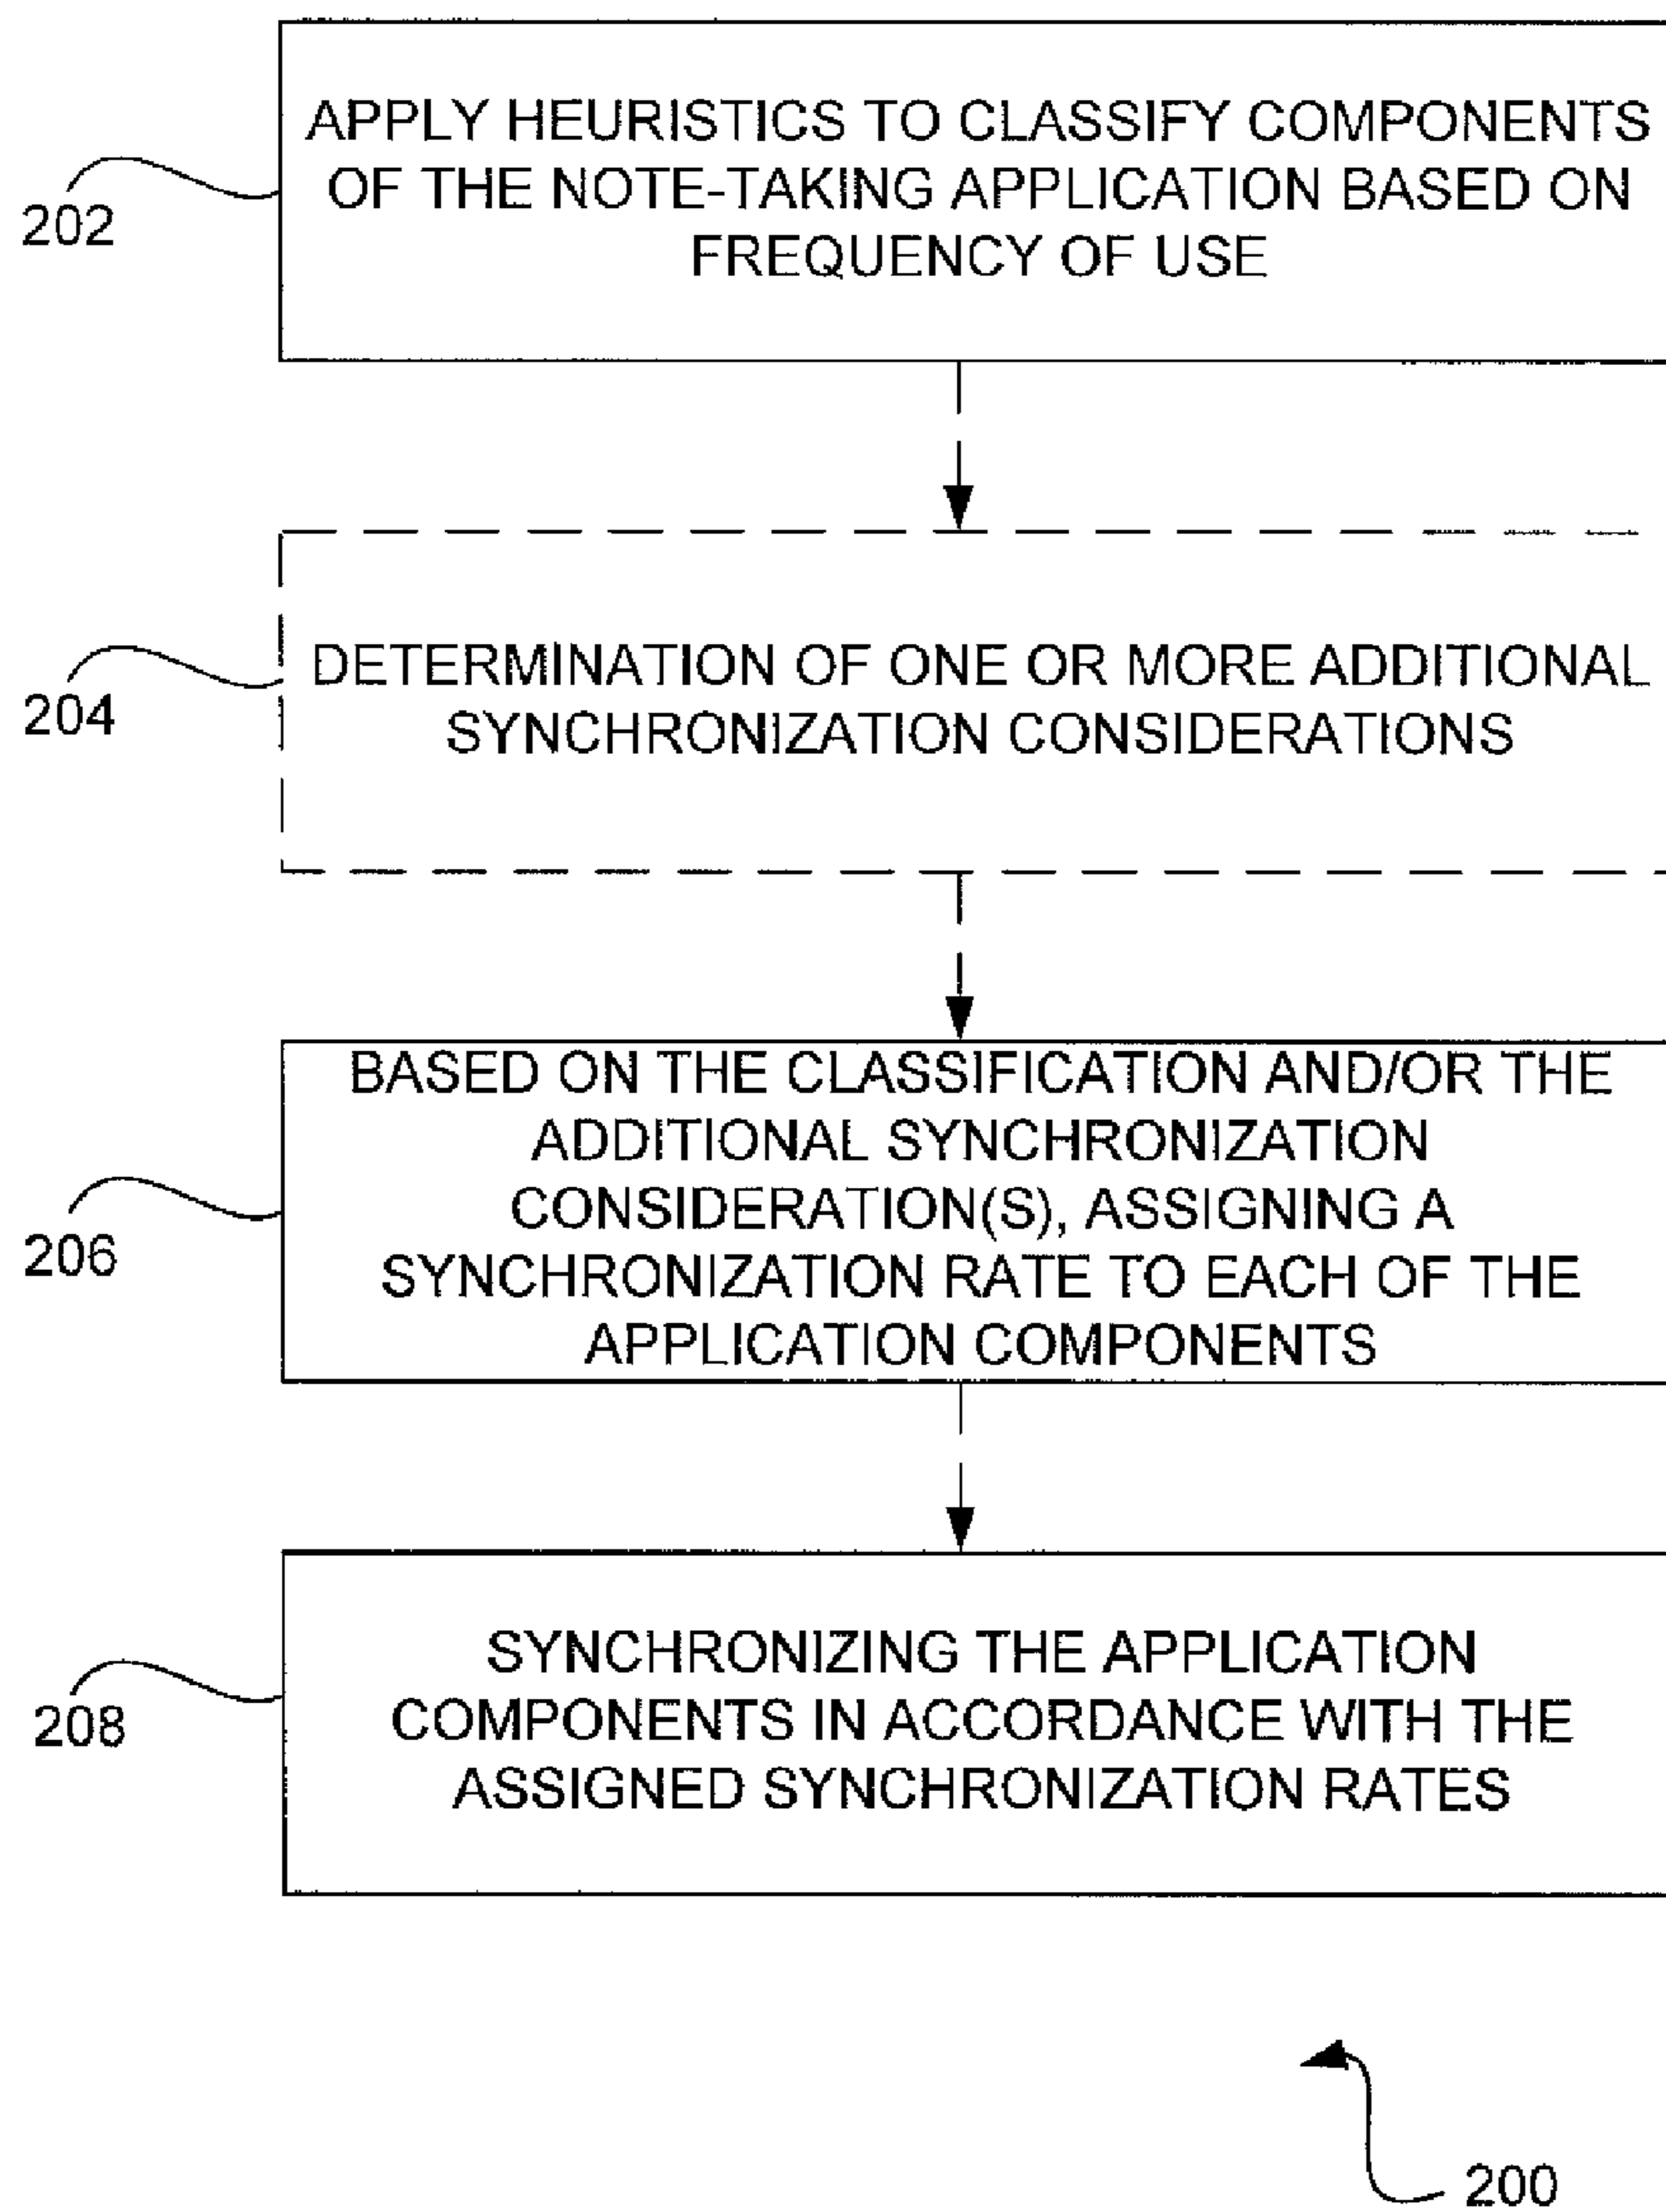 APPLY HEURISTICS TO CLASSIFY COMPONENTS
OF THE NOTE-TAKING APPLICATION BASED ON
FREQUENCY OF USE
202
DETERMINATION OF ONE OR MORE ADDITIONAL
SYNCHRONIZATION CONSIDERATIONS
204
BASED ON THE CLASSIFICATION AND/OR THE
ADDITIONAL SYNCHRONIZATION
CONSIDERATION(S), ASSIGNING A
SYNCHRONIZATION RATE TO EACH OF THE
APPLICATION COMPONENTS
206
SYNCHRONIZING THE APPLICATION
COMPONENTS IN ACCORDANCE WITH THE
ASSIGNED SYNCHRONIZATION RATES
208
200